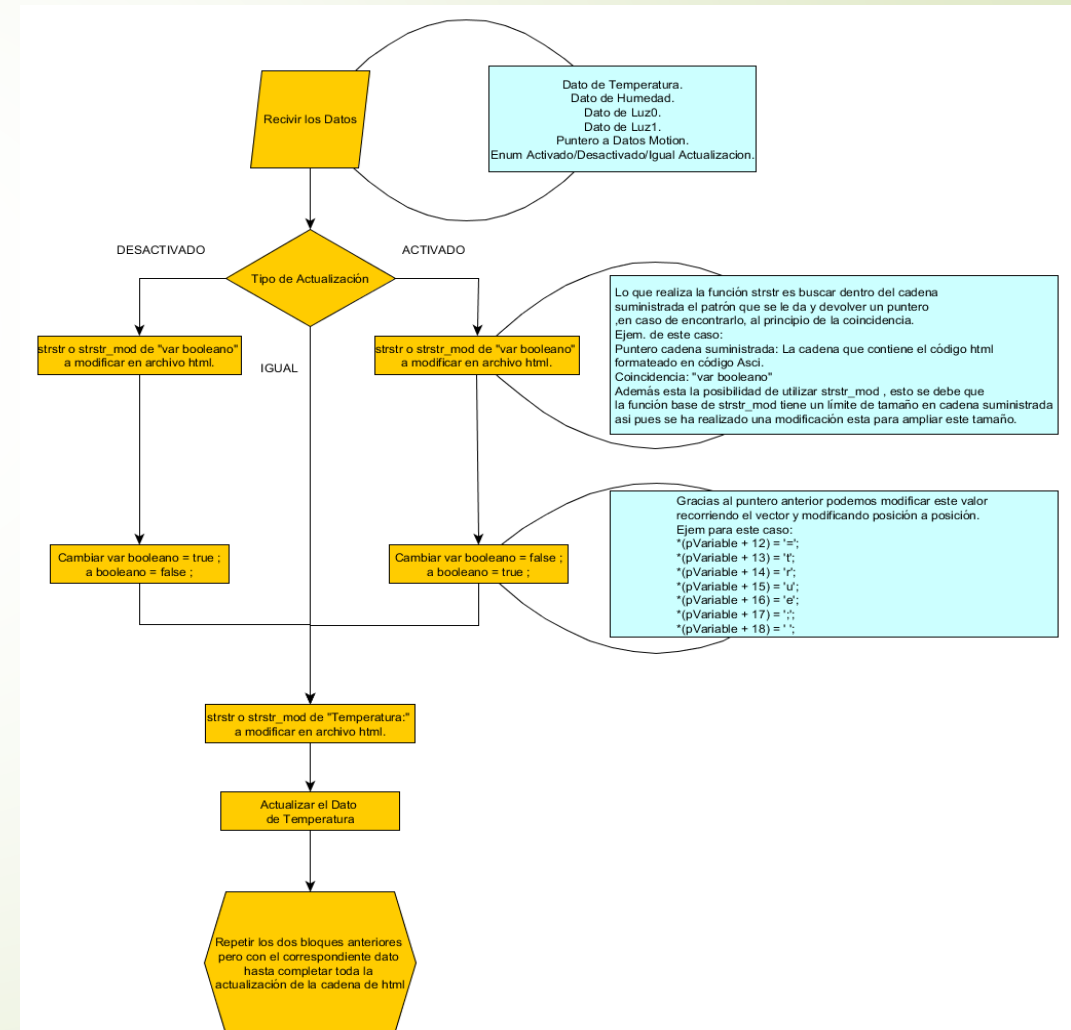 Recivir los Datos
Dato de Temperatura.
Dato de Humedad.
Dato de Luz0.
Dato de Luz1.
Puntero a Datos Motion.
Enum Activado/Desactivado/Igual Actualizacion.
DESACTIVADO
ACTIVADO
Tipo de Actualización
IGUAL
strstr o strstr_mod de "var booleano"
a modificar en archivo html.
strstr o strstr_mod de "var booleano"
a modificar en archivo html.
Lo que realiza la función strstr es buscar dentro del cadena
suministrada el patrón que se le da y devolver un puntero
,en caso de encontrarlo, al principio de la coincidencia.
Ejem. de este caso:
Puntero cadena suministrada: La cadena que contiene el código html
formateado en código Asci.
Coincidencia: "var booleano"
Además esta la posibilidad de utilizar strstr_mod , esto se debe que
la función base de strstr_mod tiene un límite de tamaño en cadena suministrada
asi pues se ha realizado una modificación esta para ampliar este tamaño.
Cambiar var booleano = true ;
a booleano = false ;
Cambiar var booleano = false ;
a booleano = true ;
Gracias al puntero anterior podemos modificar este valor
recorriendo el vector y modificando posición a posición.
Ejem para este caso:
*(pVariable + 12) = '=';
*(pVariable + 13) = 't';
*(pVariable + 14) = 'r';
*(pVariable + 15) = 'u';
*(pVariable + 16) = 'e';
*(pVariable + 17) = ';';
*(pVariable + 18) = ' ';
strstr o strstr_mod de "Temperatura:"
a modificar en archivo html.
Actualizar el Dato
de Temperatura
Repetir los dos bloques anteriores
pero con el correspondiente dato
hasta completar toda la
actualización de la cadena de html